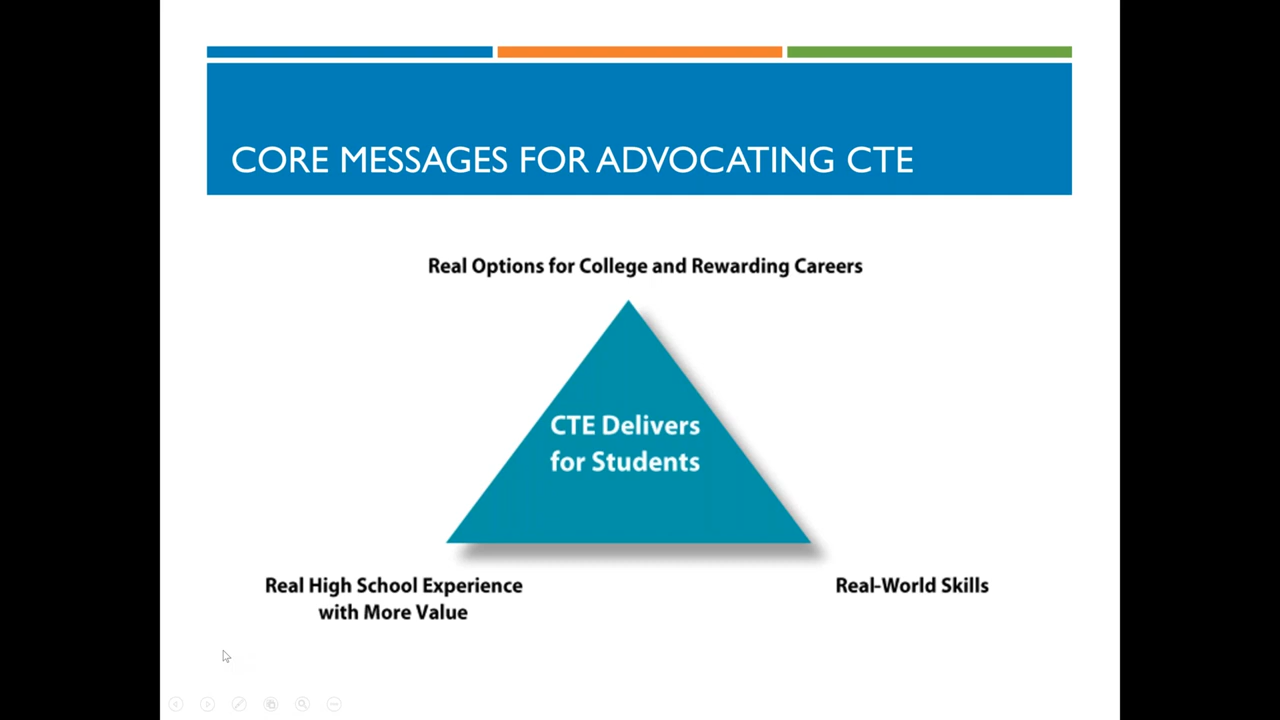 CORE MESSAGES FOR ADVOCATING CTE
Real Options for College and Rewarding Careers
CTE Delivers
for Students
Real High School Experience
with More Value
Real-World Skills